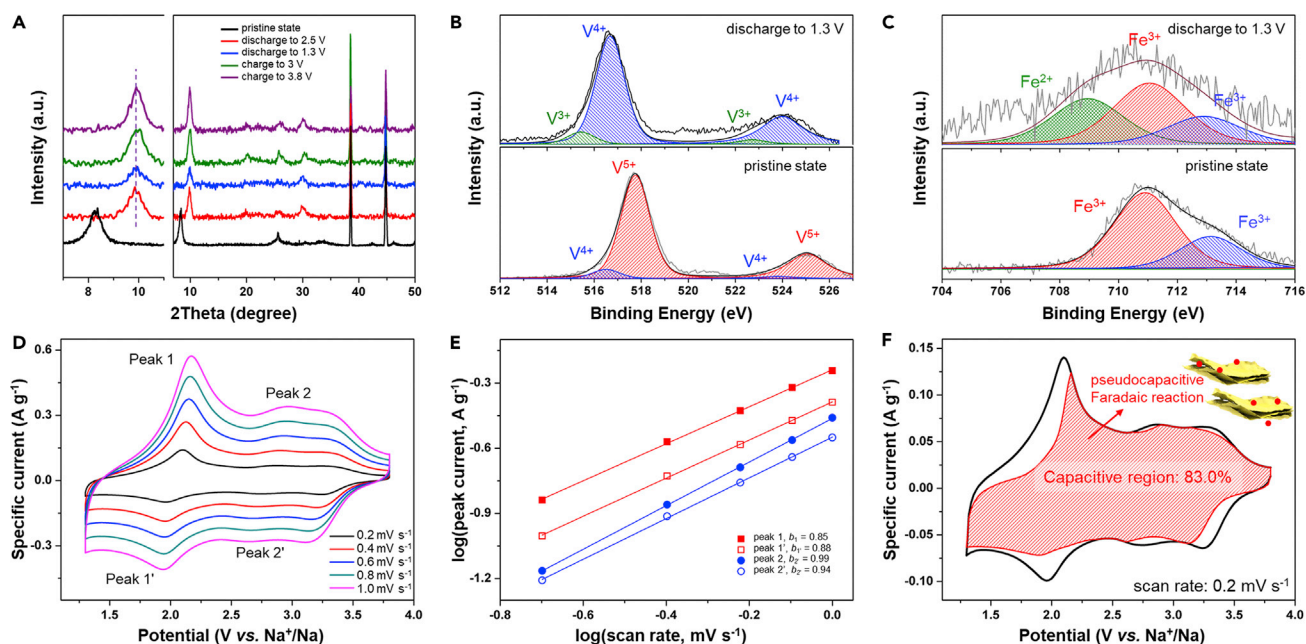 A
pristine state
discharge to 2.5 V
discharge to 1.3 V
charge to 3 V
charge to 3.8 V
Intensity (a.u.)
8 10 10 20 30 40 50
2Theta (degree)
B
discharge to 1.3 V
V⁴⁺
V³⁺
V³⁺
V⁴⁺
pristine state
V⁵⁺
V⁴⁺
V⁴⁺
V⁵⁺
Intensity (a.u.)
512 514 516 518 520 522 524 526
Binding Energy (eV)
C
discharge to 1.3 V
Fe³⁺
Fe²⁺
Fe³⁺
pristine state
Fe³⁺
Fe³⁺
Intensity (a.u.)
704 706 708 710 712 714 716
Binding Energy (eV)
D
Peak 1
Peak 2
Peak 1'
Peak 2'
0.2 mV s⁻¹
0.4 mV s⁻¹
0.6 mV s⁻¹
0.8 mV s⁻¹
1.0 mV s⁻¹
Specific current (A g⁻¹)
0.6
0.3
0.0
-0.3
1.5 2.0 2.5 3.0 3.5 4.0
Potential (V vs. Na⁺/Na)
E
log(peak current, A g⁻¹)
-0.3
-0.6
-0.9
-1.2
peak 1, b₁ = 0.85
peak 1', b₁' = 0.88
peak 2, b₂ = 0.99
peak 2', b₂' = 0.94
-0.8 -0.6 -0.4 -0.2 0.0
log(scan rate, mV s⁻¹)
F
Specific current (A g⁻¹)
0.15
0.10
0.05
0.00
-0.05
-0.10
pseudocapacitive
Faradaic reaction
Capacitive region: 83.0%
scan rate: 0.2 mV s⁻¹
1.5 2.0 2.5 3.0 3.5 4.0
Potential (V vs. Na⁺/Na)